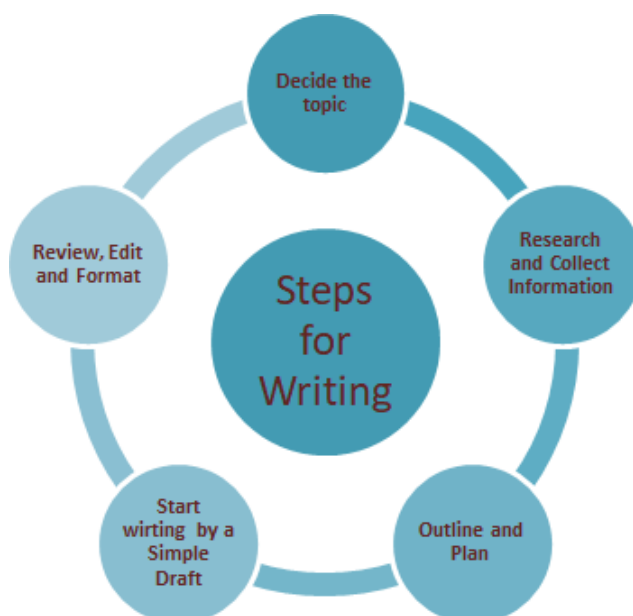 Decide the
topic
Research
and Collect
Information
Outline and
Plan
Start
wirting by a
Simple
Draft
Review, Edit
and Format
Steps
for
Writing